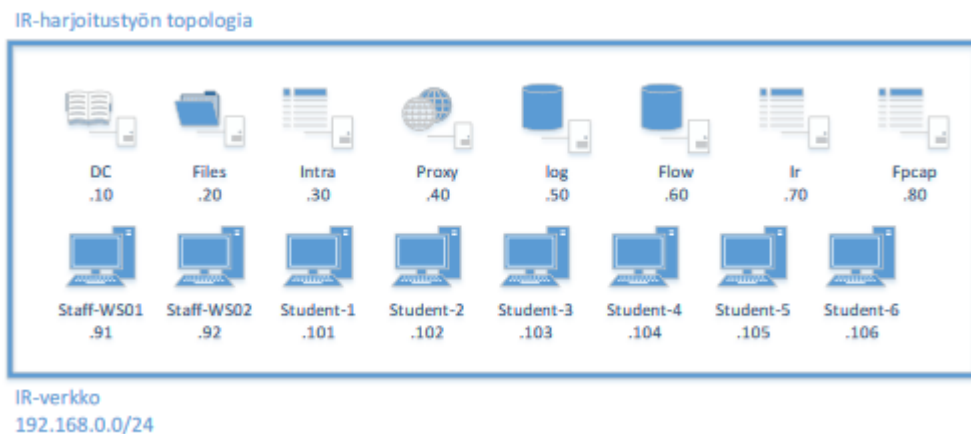 IR-harjoitustyön topologia
DC Files Intra Proxy log Flow Ir Fpcap
.10 .20 .30 .40 .50 .60 .70 .80
Staff-WS01 Staff-WS02 Student-1 Student-2 Student-3 Student-4 Student-5 Student-6
.91 .92 .101 .102 .103 .104 .105 .106
IR-verkko
192.168.0.0/24